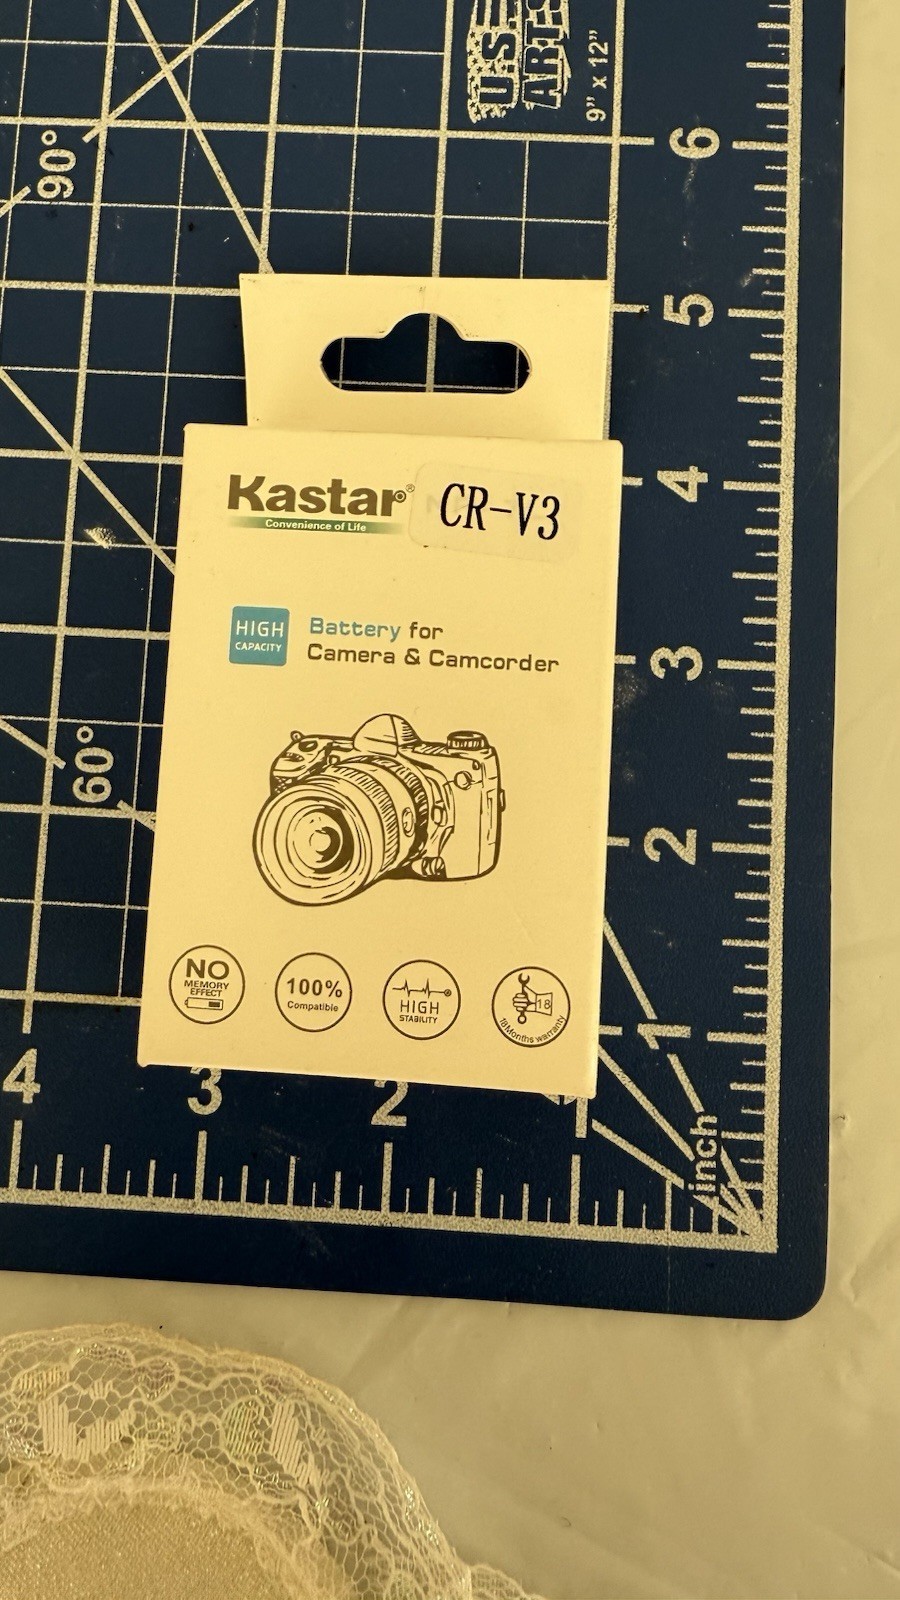 U.S.
ART
9” x 12”
90°
6
5
Kastar®
Convenience of Life
CR-V3
4
HIGH
CAPACITY
Battery for
Camera & Camcorder
3
60°
2
NO
MEMORY
EFFECT
100%
Compatible
HIGH
STABILITY
18
18Months warranty
1
4
3
2
1
inch